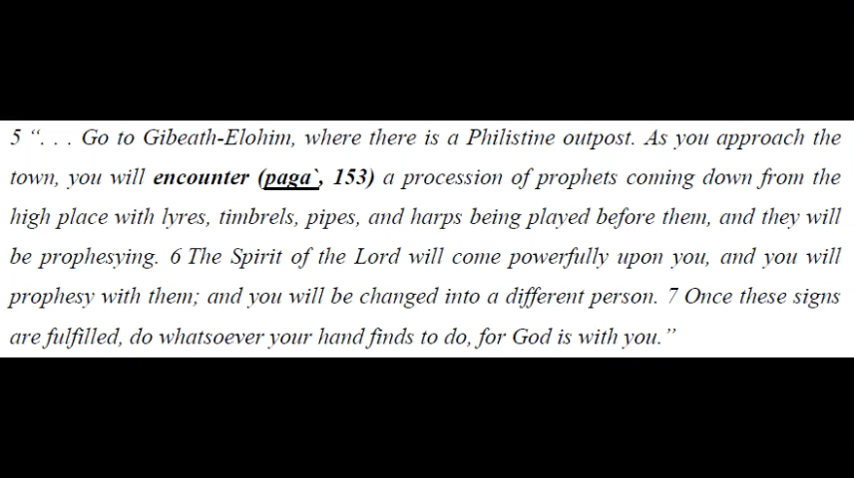 5 “. . . Go to Gibeath-Elohim, where there is a Philistine outpost. As you approach the
town, you will encounter (paga`, 153) a procession of prophets coming down from the
high place with lyres, timbrels, pipes, and harps being played before them, and they will
be prophesying. 6 The Spirit of the Lord will come powerfully upon you, and you will
prophesy with them; and you will be changed into a different person. 7 Once these signs
are fulfilled, do whatsoever your hand finds to do, for God is with you.”